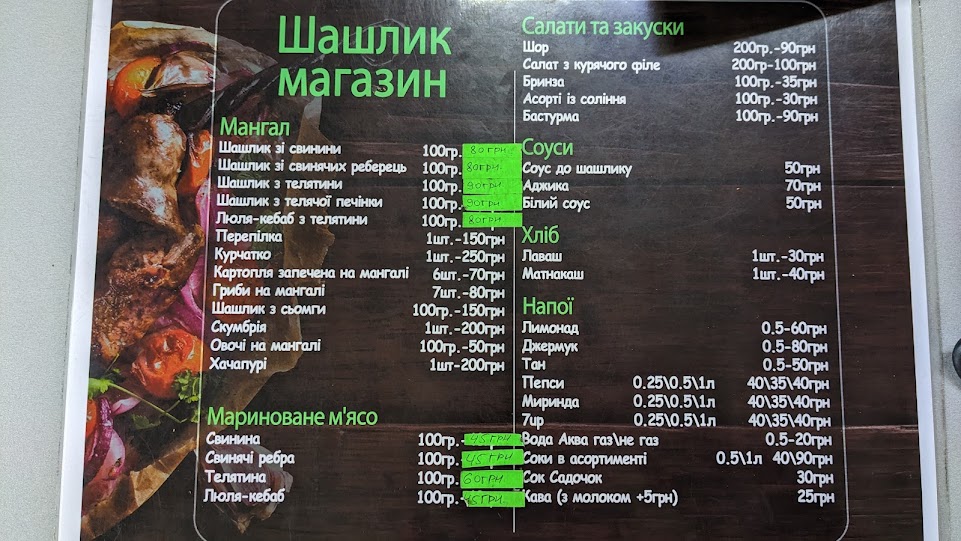 Шашлик
магазин
Мангал
Шашлик зі свинини 100гр. 80грн.
Шашлик зі свинячих реберець 100гр. 80грн.
Шашлик з телятини 100гр. 90грн
Шашлик з телячої печінки 100гр. 90грн
Люля-кебаб з телятини 100гр. 80грн
Перепілка 1шт.-150грн
Курчатко 1шт.-250грн
Картопля запечена на мангалі 6шт.-70грн
Гриби на мангалі 7шт.-80грн
Шашлик з сьомги 100гр.-150грн
Скумбрія 1шт.-200грн
Овочі на мангалі 100гр.-50грн
Хачапурі 1шт-200грн
Мариноване м'ясо
Свинина 100гр.- 45грн
Свинячі ребра 100гр. 45грн
Телятина 100гр. 60грн
Люля-кебаб 100гр.- 45грн.
Салати та закуски
Шор 200гр.-90грн
Салат з курячого філе 200гр-100грн
Бринза 100гр.-35грн
Асорті із соління 100гр.-30грн
Бастурма 100гр.-90грн
Соуси
Соус до шашлику 50грн
Аджика 70грн
Білий соус 50грн
Хліб
Лаваш 1шт.-30грн
Матнакаш 1шт.-40грн
Напої
Лимонад 0.5-60грн
Джермук 0.5-80грн
Тан 0.5-50грн
Пепси 0.25\0.5\1л 40\35\40грн
Миринда 0.25\0.5\1л 40\35\40грн
7up 0.25\0.5\1л 40\35\40грн
Вода Аква газ\не газ 0.5-20грн
Соки в асортименті 0.5\1л 40\90грн
Сок Садочок 30грн
Кава (з молоком +5грн) 25грн